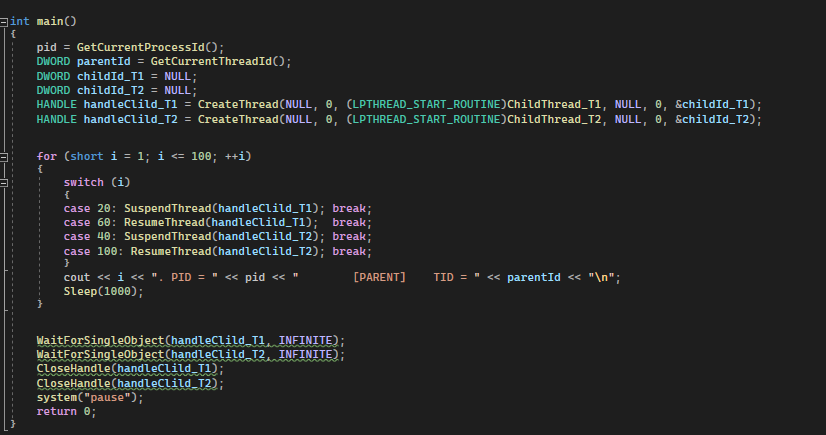 int main()
{
    pid = GetCurrentProcessId();
    DWORD parentId = GetCurrentThreadId();
    DWORD childId_T1 = NULL;
    DWORD childId_T2 = NULL;
    HANDLE handleClild_T1 = CreateThread(NULL, 0, (LPTHREAD_START_ROUTINE)ChildThread_T1, NULL, 0, &childId_T1);
    HANDLE handleClild_T2 = CreateThread(NULL, 0, (LPTHREAD_START_ROUTINE)ChildThread_T2, NULL, 0, &childId_T2);
    for (short i = 1; i <= 100; ++i)
    {
        switch (i)
        {
        case 20: SuspendThread(handleClild_T1); break;
        case 60: ResumeThread(handleClild_T1);  break;
        case 40: SuspendThread(handleClild_T2); break;
        case 100: ResumeThread(handleClild_T2); break;
        }
        cout << i << ". PID = " << pid << "        [PARENT]    TID = " << parentId << "\n";
        Sleep(1000);
    }
    WaitForSingleObject(handleClild_T1, INFINITE);
    WaitForSingleObject(handleClild_T2, INFINITE);
    CloseHandle(handleClild_T1);
    CloseHandle(handleClild_T2);
    system("pause");
    return 0;
}